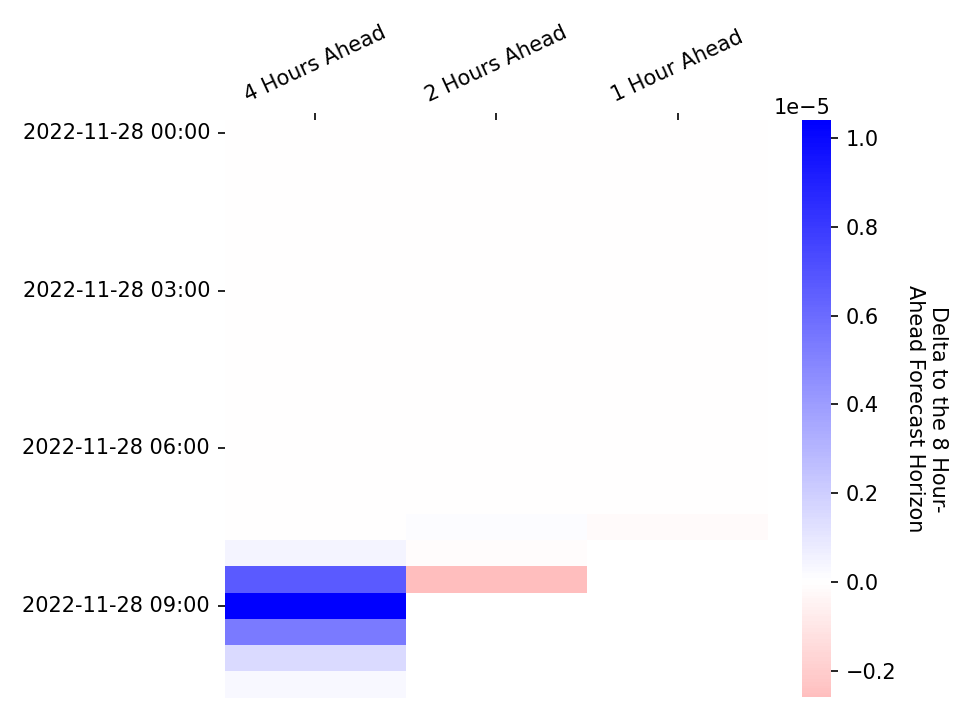 4 Hours Ahead
2 Hours Ahead
1 Hour Ahead
1e−5
2022-11-28 00:00
2022-11-28 03:00
2022-11-28 06:00
2022-11-28 09:00
1.0
0.8
0.6
0.4
0.2
0.0
−0.2
Delta to the 8 Hour-
Ahead Forecast Horizon